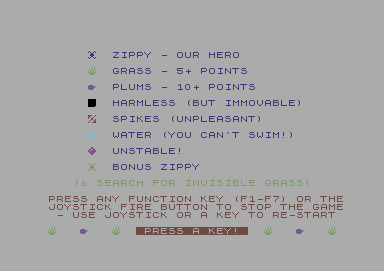 ZIPPY - OUR HERO
GRASS - 5+ POINTS
PLUMS - 10+ POINTS
HARMLESS (BUT IMMOVABLE)
SPIKES (UNPLEASANT)
WATER (YOU CAN'T SWIM!)
UNSTABLE!
BONUS ZIPPY
(& SEARCH FOR INVISIBLE GRASS)
PRESS ANY FUNCTION KEY (F1-F7) OR THE
JOYSTICK FIRE BUTTON TO STOP THE GAME
- USE JOYSTICK OR A KEY TO RE-START
PRESS A KEY!